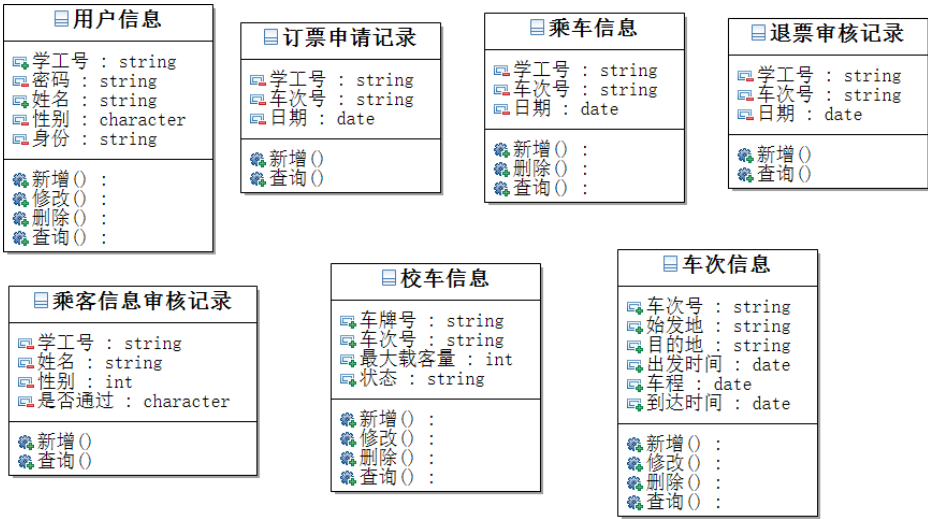 用户信息
学工号 : string
密码 : string
姓名 : string
性别 : character
身份 : string
新增() :
修改() :
删除() :
查询() :
订票申请记录
学工号 : string
车次号 : string
日期 : date
新增()
查询()
乘车信息
学工号 : string
车次号 : string
日期 : date
新增() :
删除() :
查询() :
退票审核记录
学工号 : string
车次号 : string
日期 : date
新增()
查询()
乘客信息审核记录
学工号 : string
姓名 : string
性别 : int
是否通过 : character
新增()
查询()
校车信息
车牌号 : string
车次号 : string
最大载客量 : int
状态 : string
新增() :
修改() :
删除() :
查询() :
车次信息
车次号 : string
始发地 : string
目的地 : string
出发时间 : date
车程 : date
到达时间 : date
新增() :
修改() :
删除() :
查询() :